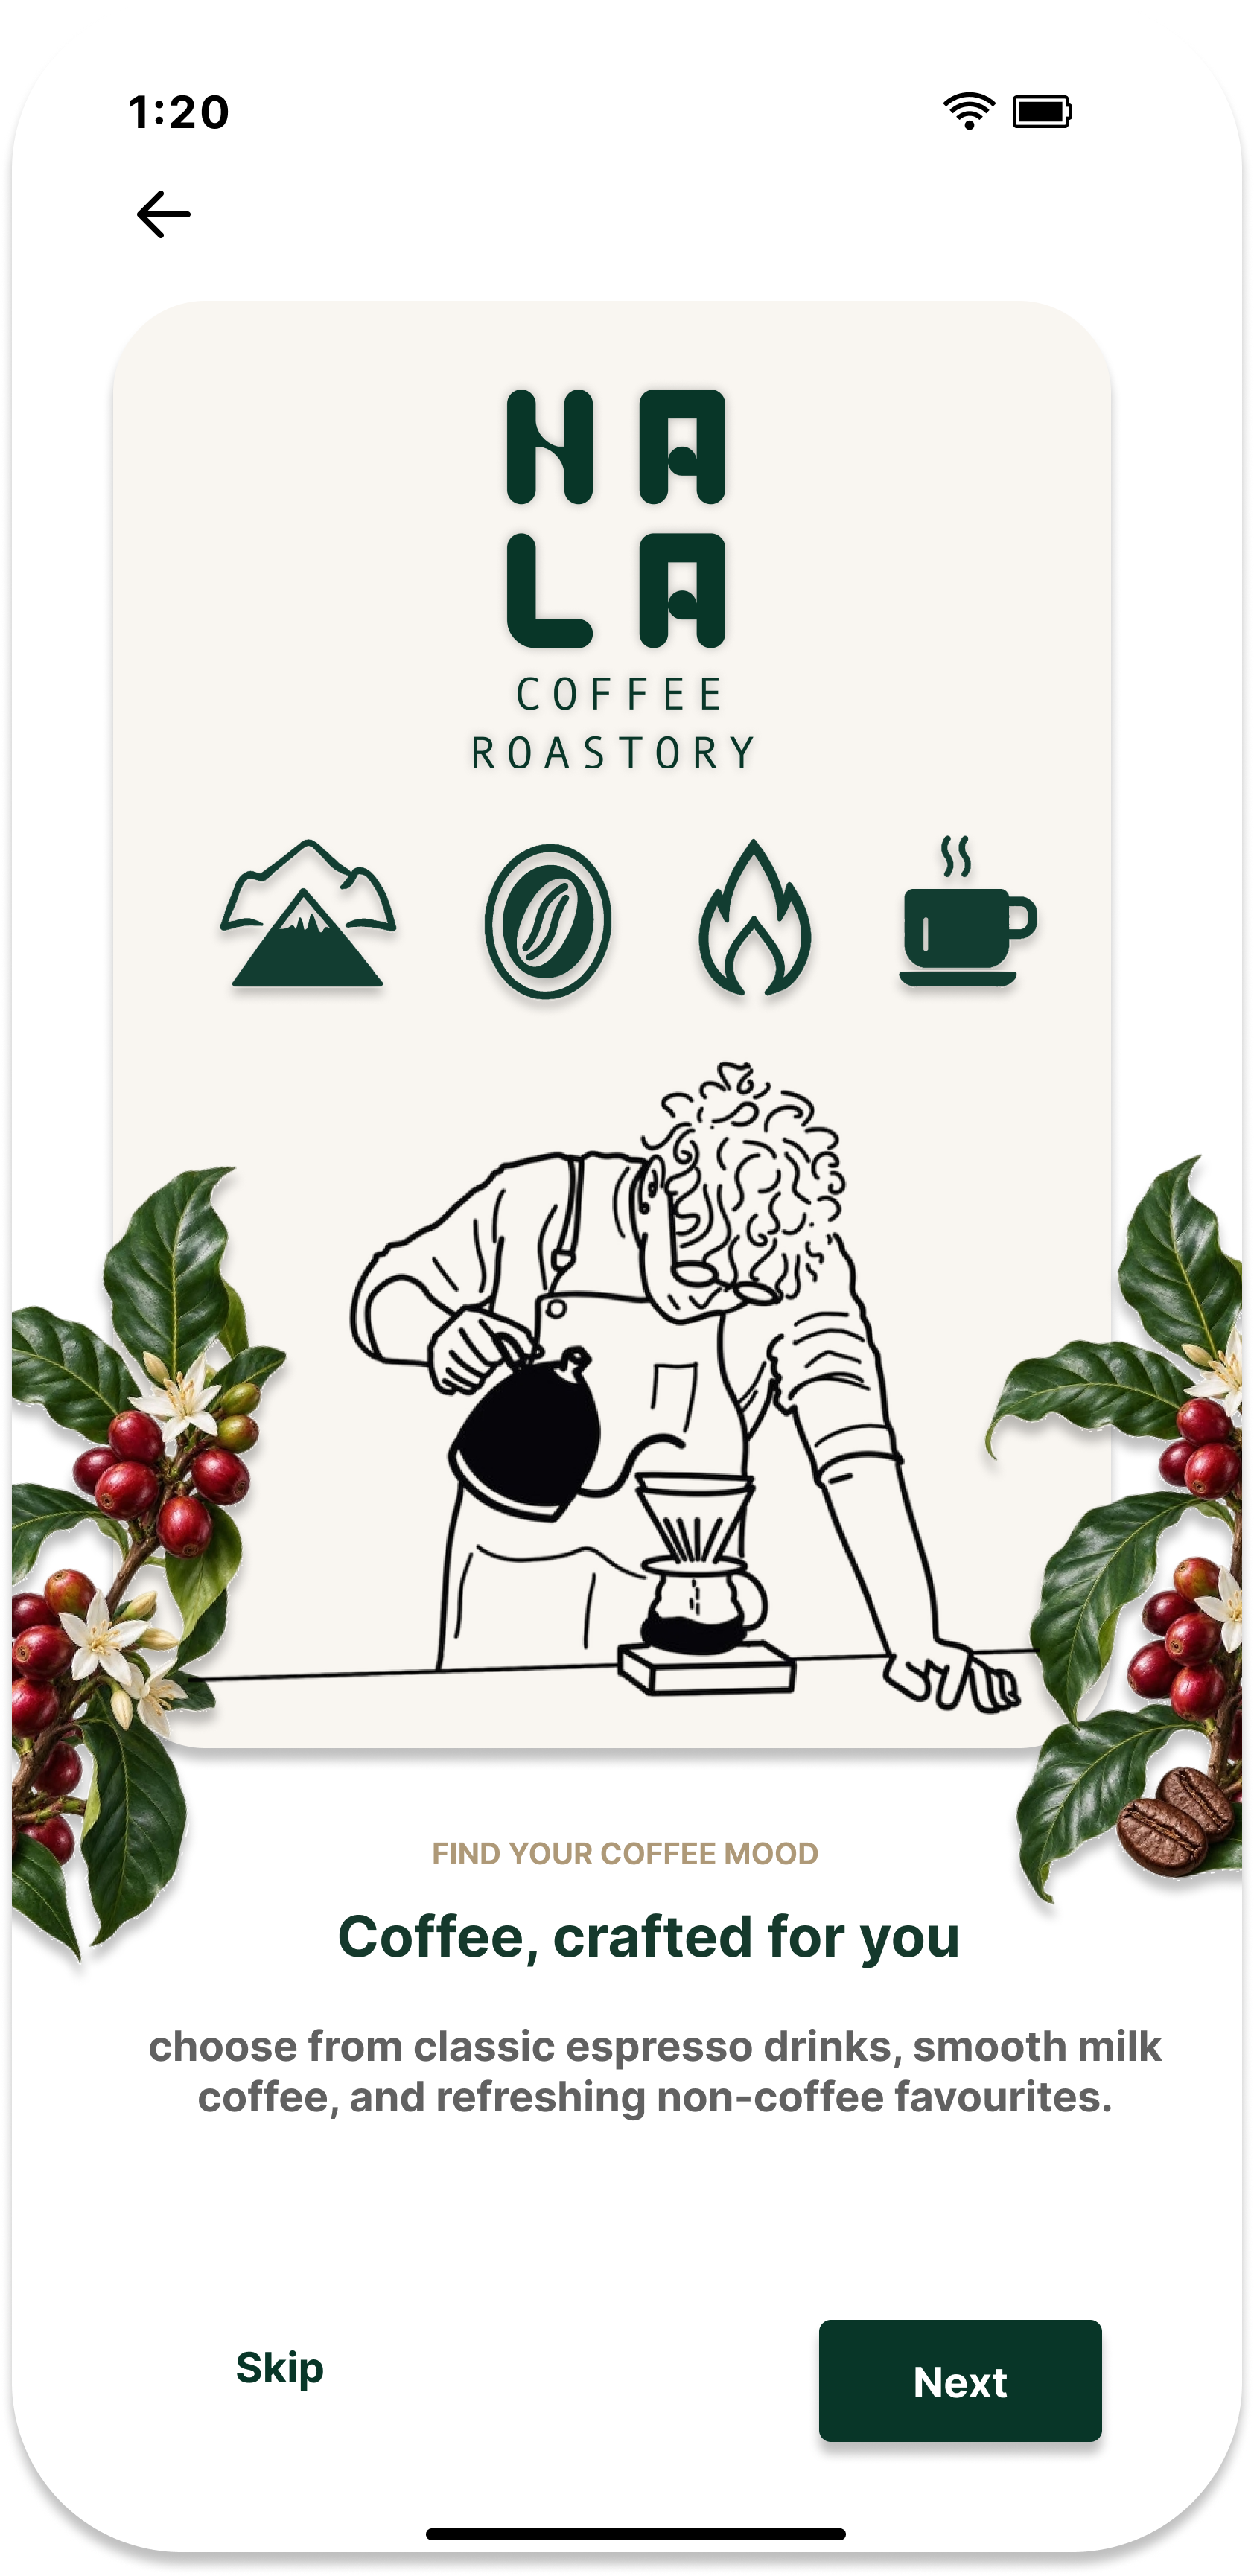 1:20
HA
LA
COFFEE
ROASTORY
FIND YOUR COFFEE MOOD
Coffee, crafted for you
choose from classic espresso drinks, smooth milk
coffee, and refreshing non-coffee favourites.
Skip
Next